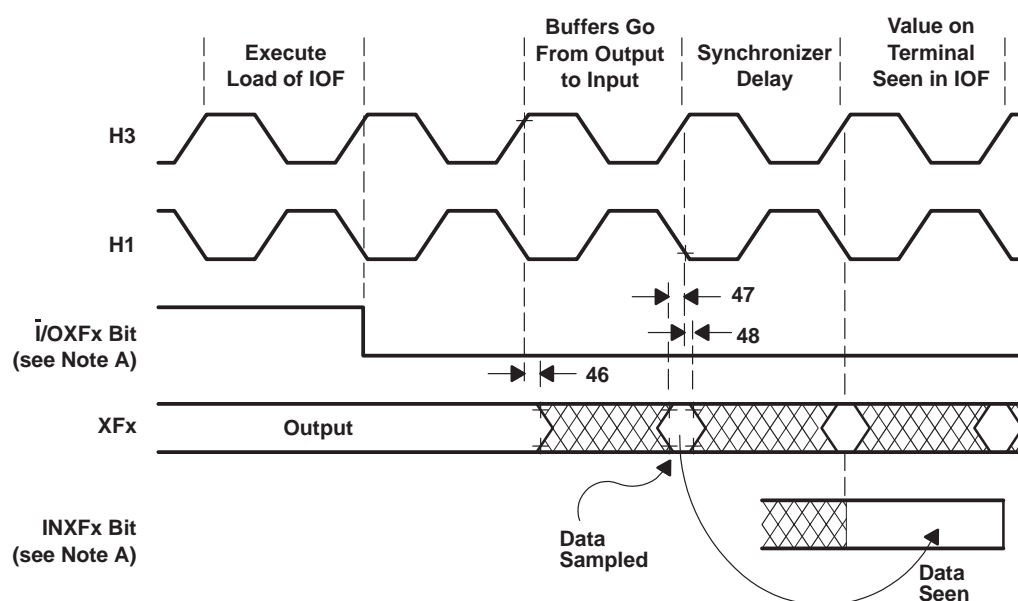 Execute
Load of IOF
Buffers Go
From Output
to Input
Synchronizer
Delay
Value on
Terminal
Seen in IOF
H3
H1
I̅/OXFx Bit
(see Note A)
47
48
46
XFx
Output
INXFx Bit
(see Note A)
Data
Sampled
Data
Seen